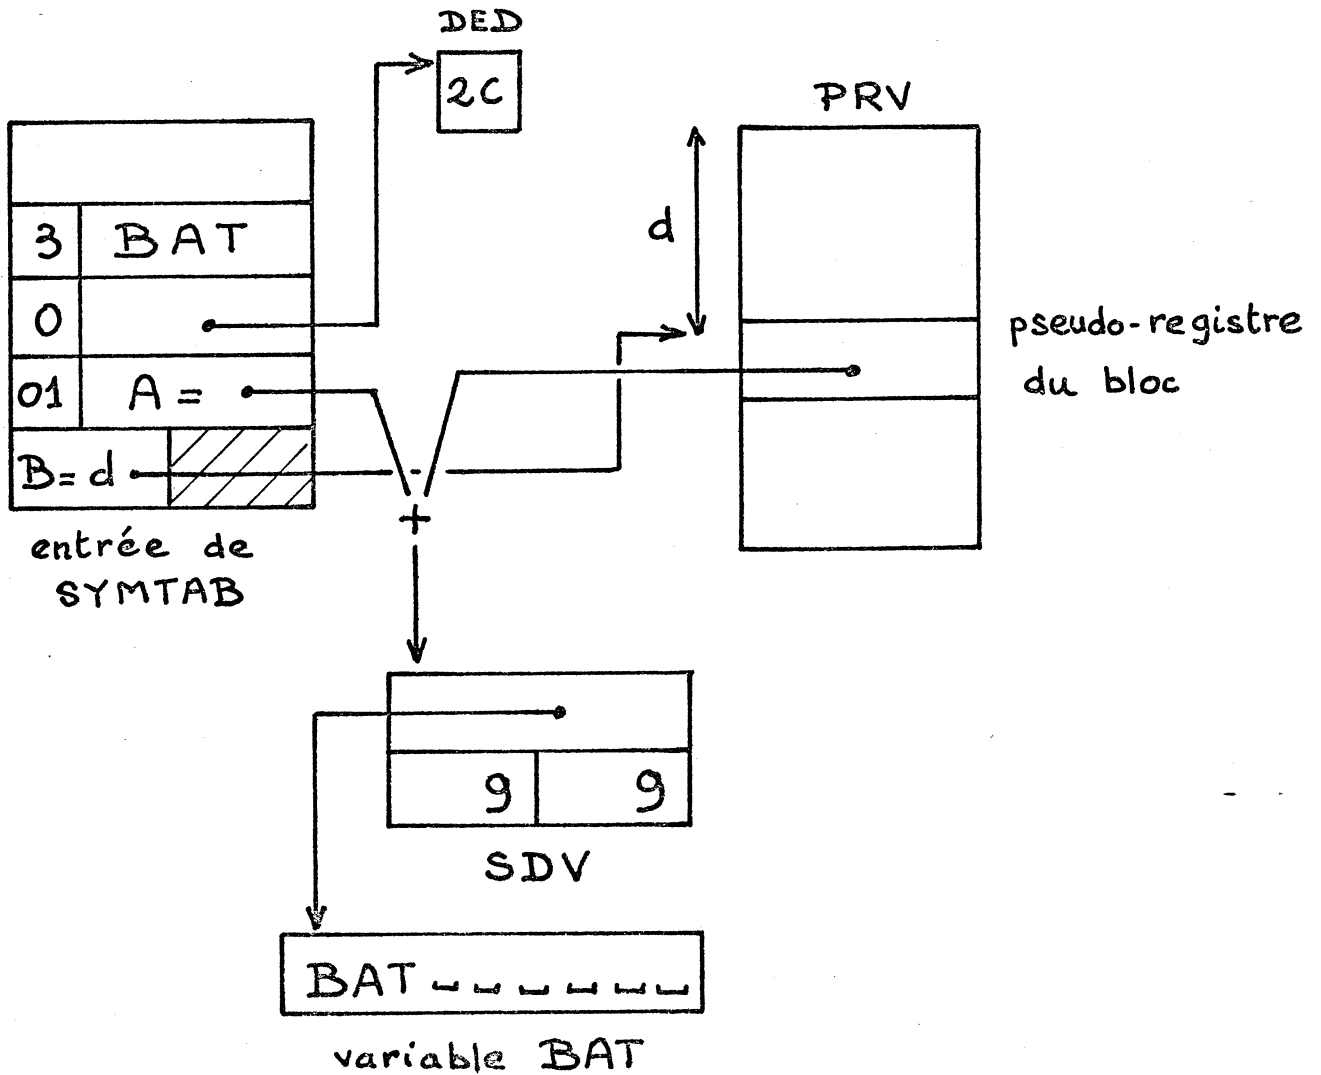 DED
2C
PRV
d
3 BAT
0
01 A =
B = d
pseudo-registre
du bloc
+
entrée de
SYMTAB
9 9
SDV
BAT␣␣␣␣␣␣
variable BAT